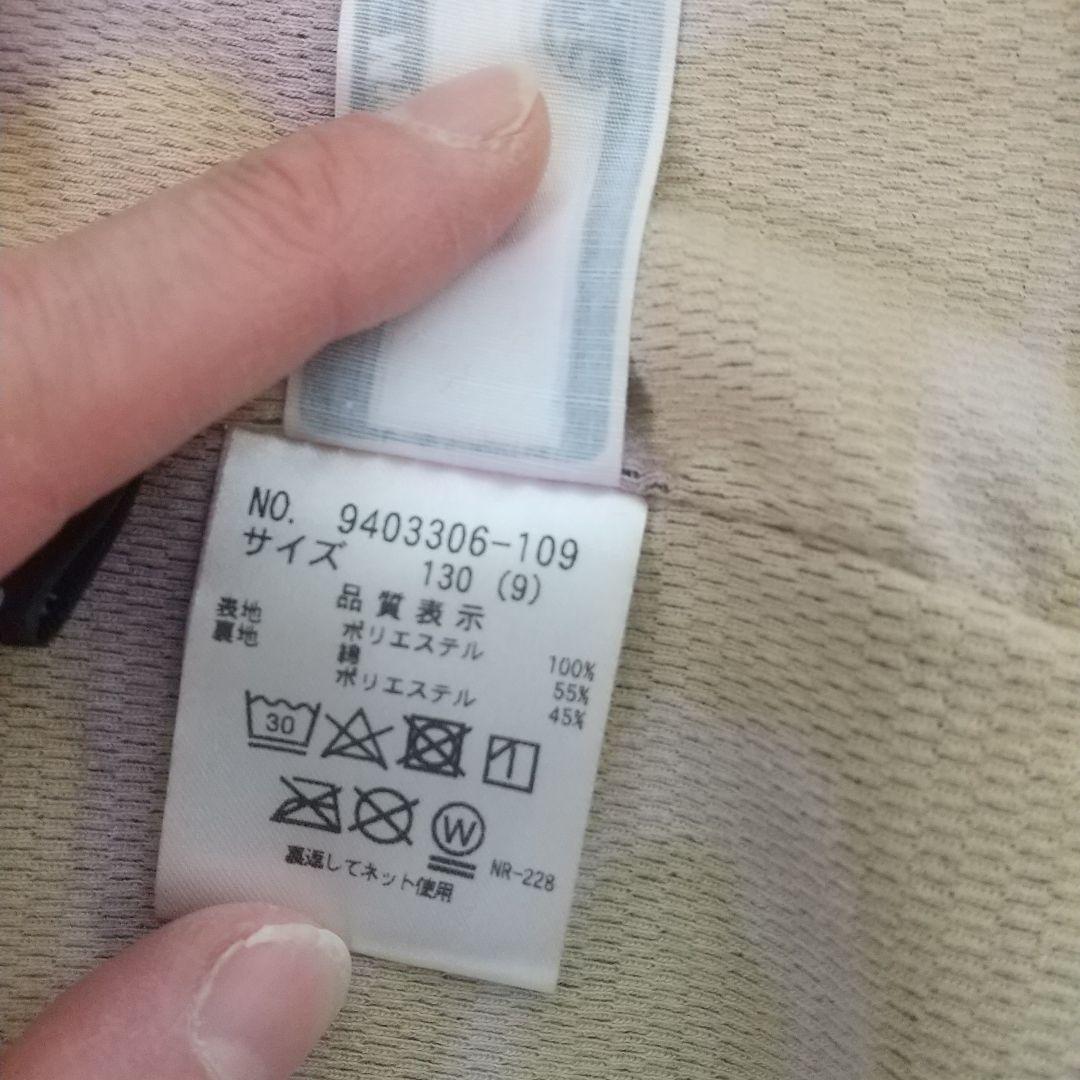 NO. 9403306-109
サイズ 130 (9)
品質表示
表地 ポリエステル 100%
裏地 綿 55%
ポリエステル 45%
30
W
裏返してネット使用 NR-228